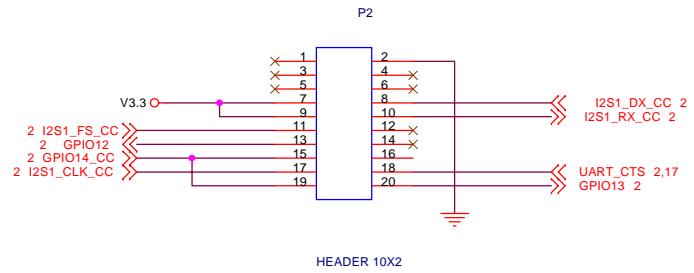 P2
1 2
3 4
5 6
V3.3 7 8 I2S1_DX_CC 2
9 10 I2S1_RX_CC 2
2 I2S1_FS_CC 11 12
2 GPIO12 13 14
2 GPIO14_CC 15 16
2 I2S1_CLK_CC 17 18 UART_CTS 2,17
19 20 GPIO13 2
HEADER 10X2